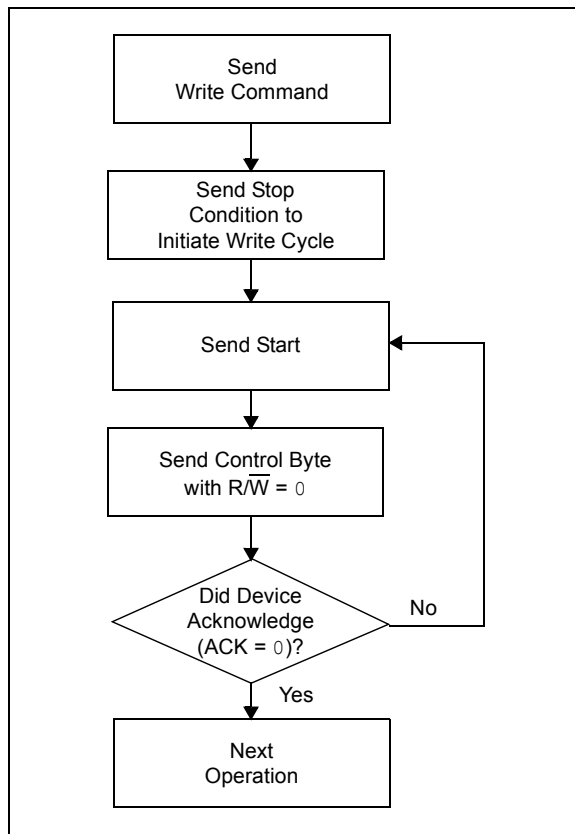 Send
Write Command
Send Stop
Condition to
Initiate Write Cycle
Send Start
Send Control Byte
with R/W̅ = 0
Did Device
Acknowledge
(ACK = 0)?
No
Yes
Next
Operation